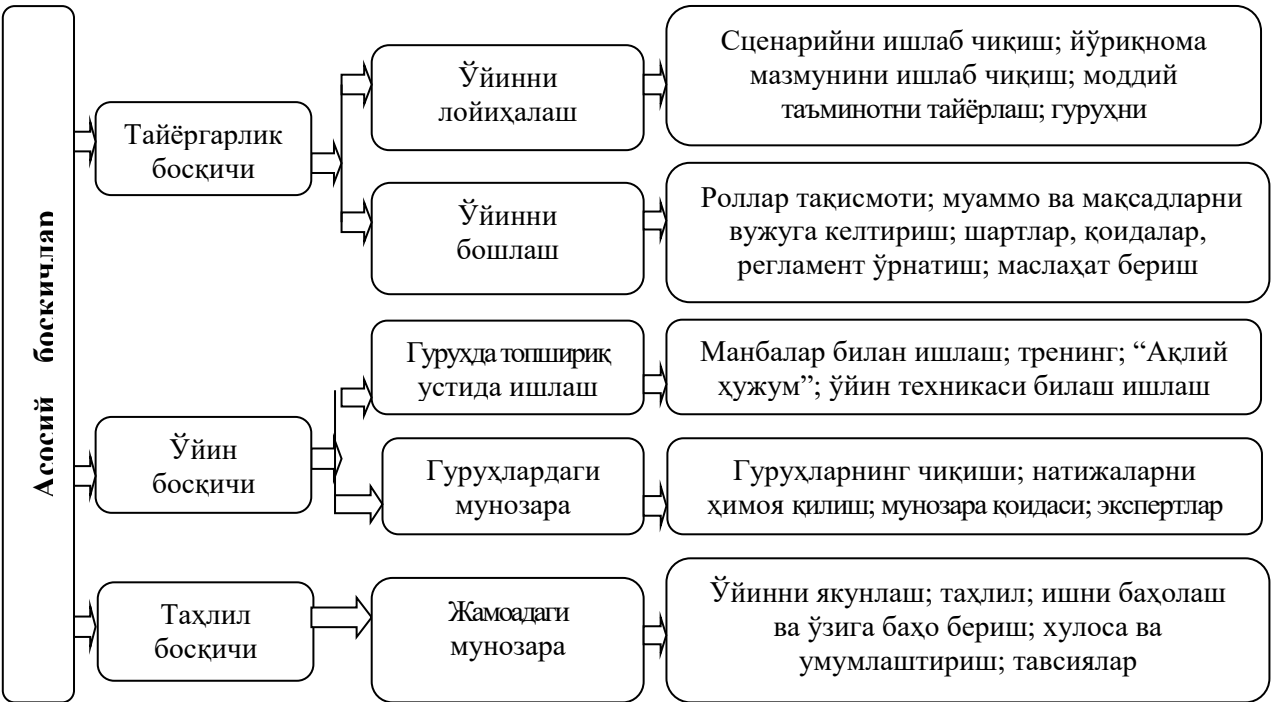 Асосий босқичлар
Тайёргарлик
босқичи
Ўйинни
лойиҳалаш
Сценарийни ишлаб чиқиш; йўриқнома
мазмунини ишлаб чиқиш; моддий
таъминотни тайёрлаш; гуруҳни
Ўйинни
бошлаш
Роллар тақисмоти; муаммо ва мақсадларни
вужуга келтириш; шартлар, қоидалар,
регламент ўрнатиш; маслаҳат бериш
Ўйин
босқичи
Гуруҳда топшириқ
устида ишлаш
Манбалар билан ишлаш; тренинг; “Ақлий
ҳужум”; ўйин техникаси билаш ишлаш
Гуруҳлардаги
мунозара
Гуруҳларнинг чиқиши; натижаларни
ҳимоя қилиш; мунозара қоидаси; экспертлар
Таҳлил
босқичи
Жамоадаги
мунозара
Ўйинни якунлаш; таҳлил; ишни баҳолаш
ва ўзига баҳо бериш; хулоса ва
умумлаштириш; тавсиялар